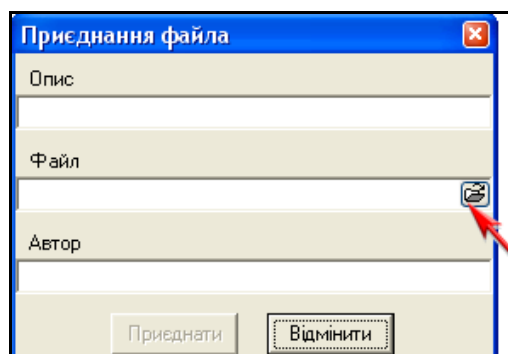 Приєднання файла
Опис
Файл
Автор
Приєднати Відмінити